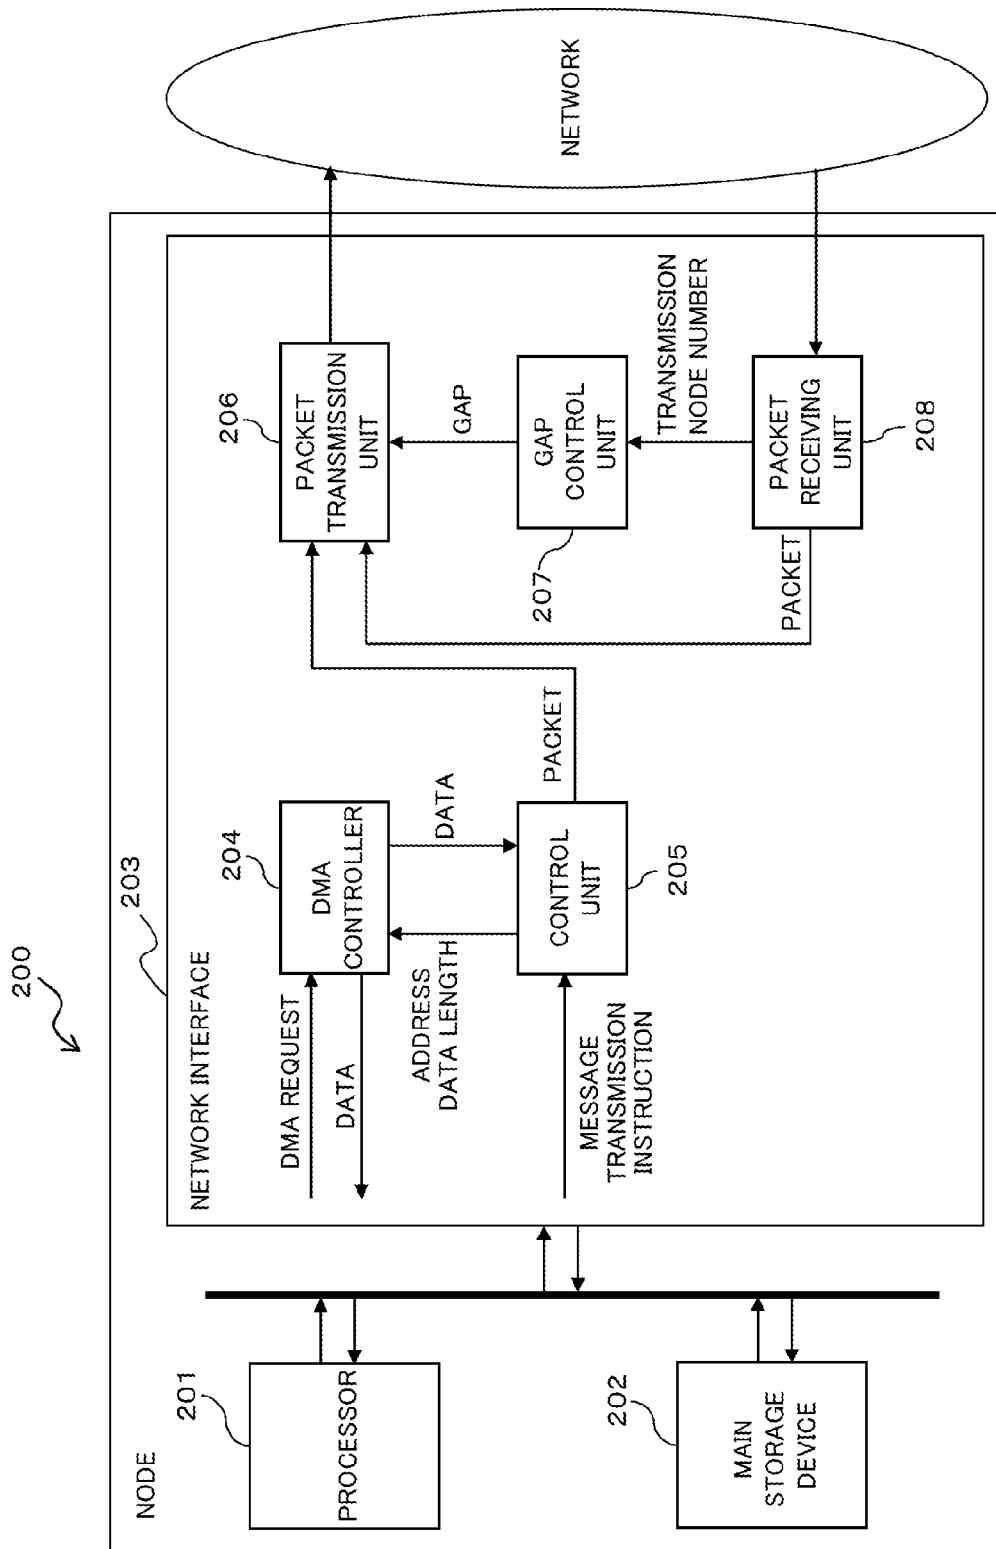 200
NODE
201
PROCESSOR
202
MAIN
STORAGE
DEVICE
203
NETWORK INTERFACE
DMA REQUEST
DATA
204
DMA
CONTROLLER
ADDRESS
DATA LENGTH
DATA
MESSAGE
TRANSMISSION
INSTRUCTION
CONTROL
UNIT
205
PACKET
206
PACKET
TRANSMISSION
UNIT
GAP
207
GAP
CONTROL
UNIT
TRANSMISSION
NODE NUMBER
PACKET
PACKET
RECEIVING
UNIT
208
NETWORK